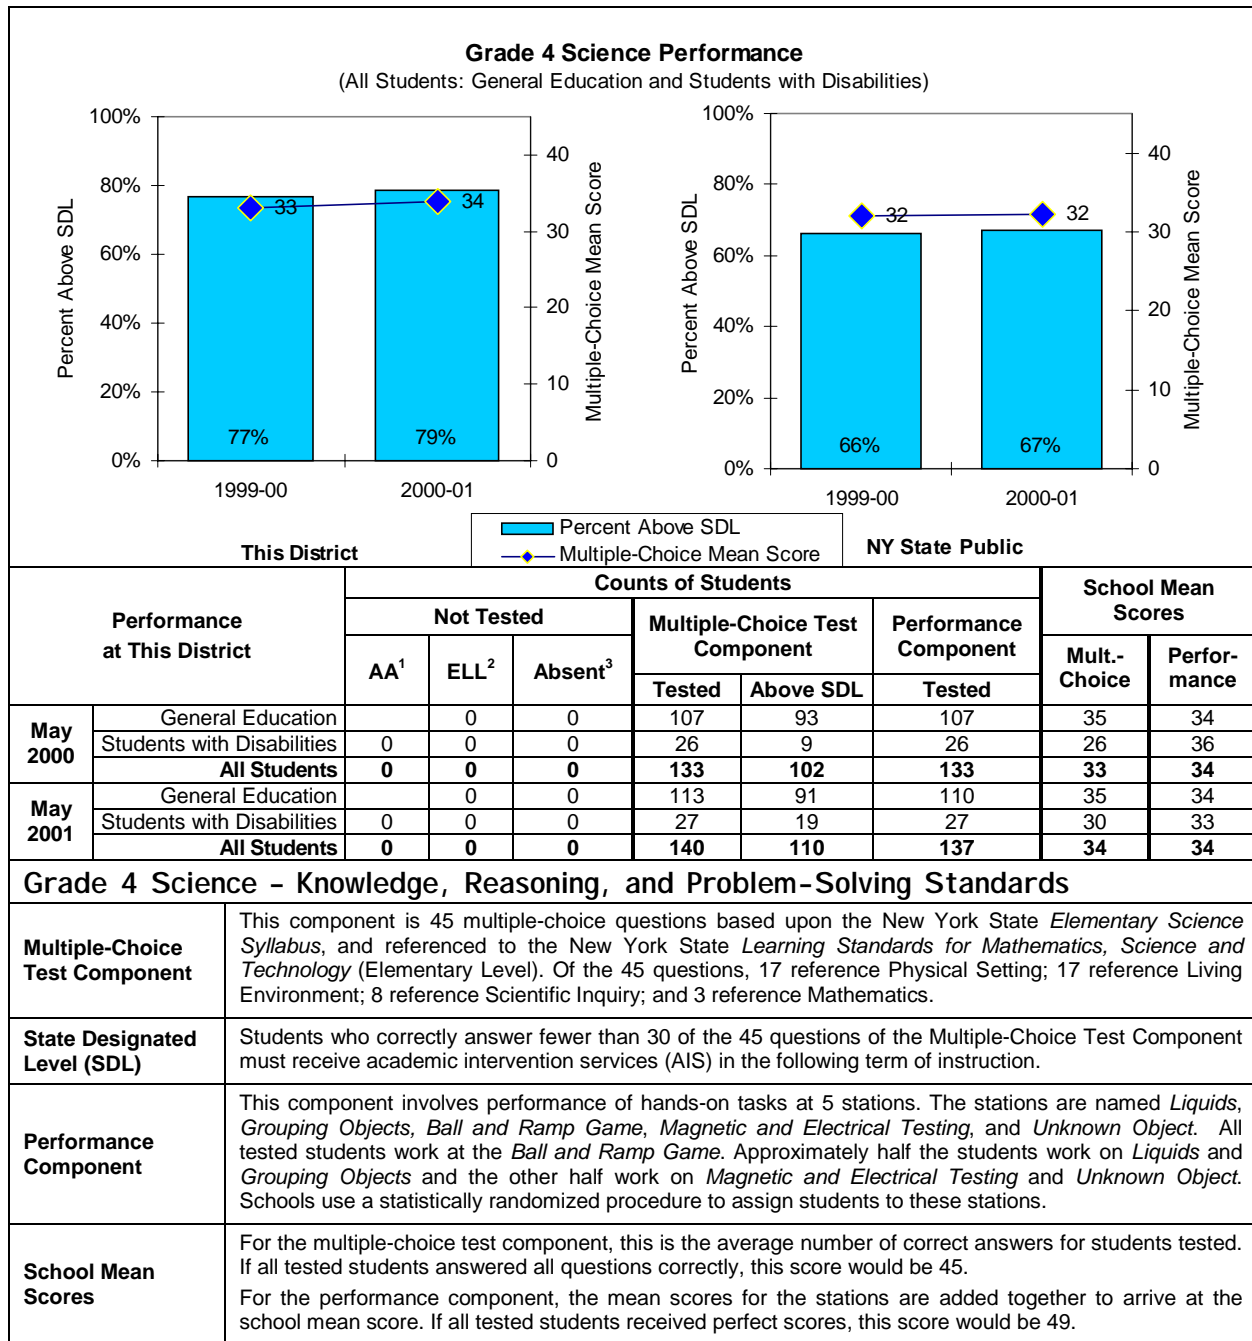 Grade 4 Science Performance
(All Students: General Education and Students with Disabilities)
100%
80%
60%
40%
20%
0%
Percent Above SDL
33
34
77%
79%
1999-00
2000-01
40
30
20
10
0
Multiple-Choice Mean Score
This District
100%
80%
60%
40%
20%
0%
Percent Above SDL
32
32
66%
67%
1999-00
2000-01
40
30
20
10
0
Multiple-Choice Mean Score
NY State Public
Percent Above SDL
Multiple-Choice Mean Score
Performance
at This District
Counts of Students
School Mean
Scores
Not Tested
Multiple-Choice Test
Component
Performance
Component
AA1 ELL2 Absent3
Tested Above SDL Tested
Mult.-
Choice
Perfor-
mance
May
2000
General Education 0 0 107 93 107 35 34
Students with Disabilities 0 0 0 26 9 26 26 36
All Students 0 0 0 133 102 133 33 34
May
2001
General Education 0 0 113 91 110 35 34
Students with Disabilities 0 0 0 27 19 27 30 33
All Students 0 0 0 140 110 137 34 34
Grade 4 Science – Knowledge, Reasoning, and Problem-Solving Standards
Multiple-Choice
Test Component
This component is 45 multiple-choice questions based upon the New York State Elementary Science
Syllabus, and referenced to the New York State Learning Standards for Mathematics, Science and
Technology (Elementary Level). Of the 45 questions, 17 reference Physical Setting; 17 reference Living
Environment; 8 reference Scientific Inquiry; and 3 reference Mathematics.
State Designated
Level (SDL)
Students who correctly answer fewer than 30 of the 45 questions of the Multiple-Choice Test Component
must receive academic intervention services (AIS) in the following term of instruction.
Performance
Component
This component involves performance of hands-on tasks at 5 stations. The stations are named Liquids,
Grouping Objects, Ball and Ramp Game, Magnetic and Electrical Testing, and Unknown Object. All
tested students work at the Ball and Ramp Game. Approximately half the students work on Liquids and
Grouping Objects and the other half work on Magnetic and Electrical Testing and Unknown Object.
Schools use a statistically randomized procedure to assign students to these stations.
School Mean
Scores
For the multiple-choice test component, this is the average number of correct answers for students tested.
If all tested students answered all questions correctly, this score would be 45.
For the performance component, the mean scores for the stations are added together to arrive at the
school mean score. If all tested students received perfect scores, this score would be 49.